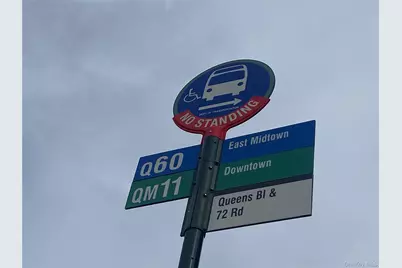 NO STANDING
Q60 East Midtown
QM11 Downtown
Queens Bl &
72 Rd